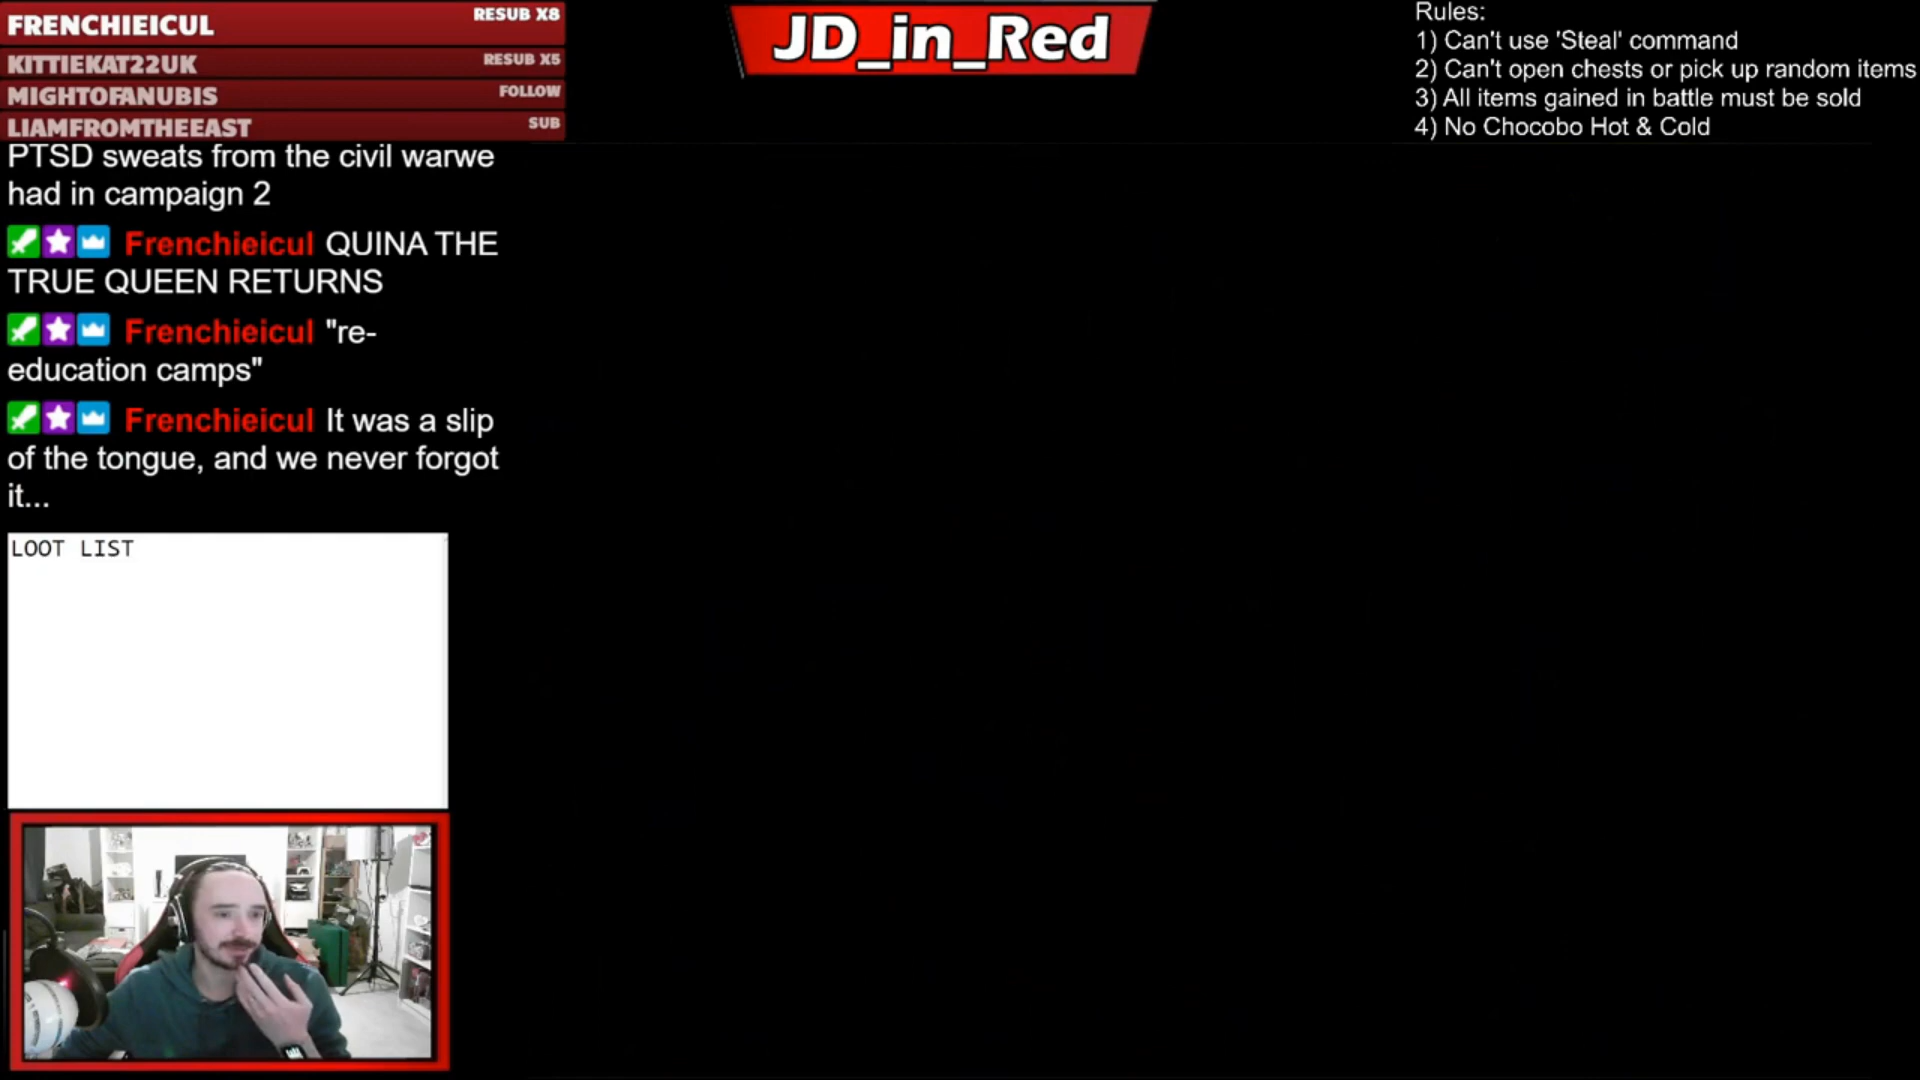 FRENCHIEICUL RESUB X8
KITTIEKAT22UK RESUB X5
MIGHTOFANUBIS FOLLOW
LIAMFROMTHEEAST SUB
PTSD sweats from the civil warwe
had in campaign 2
Frenchieicul QUINA THE
TRUE QUEEN RETURNS
Frenchieicul "re-
education camps"
Frenchieicul It was a slip
of the tongue, and we never forgot
it...
LOOT LIST
JD_in_Red
Rules:
1) Can't use 'Steal' command
2) Can't open chests or pick up random items
3) All items gained in battle must be sold
4) No Chocobo Hot & Cold